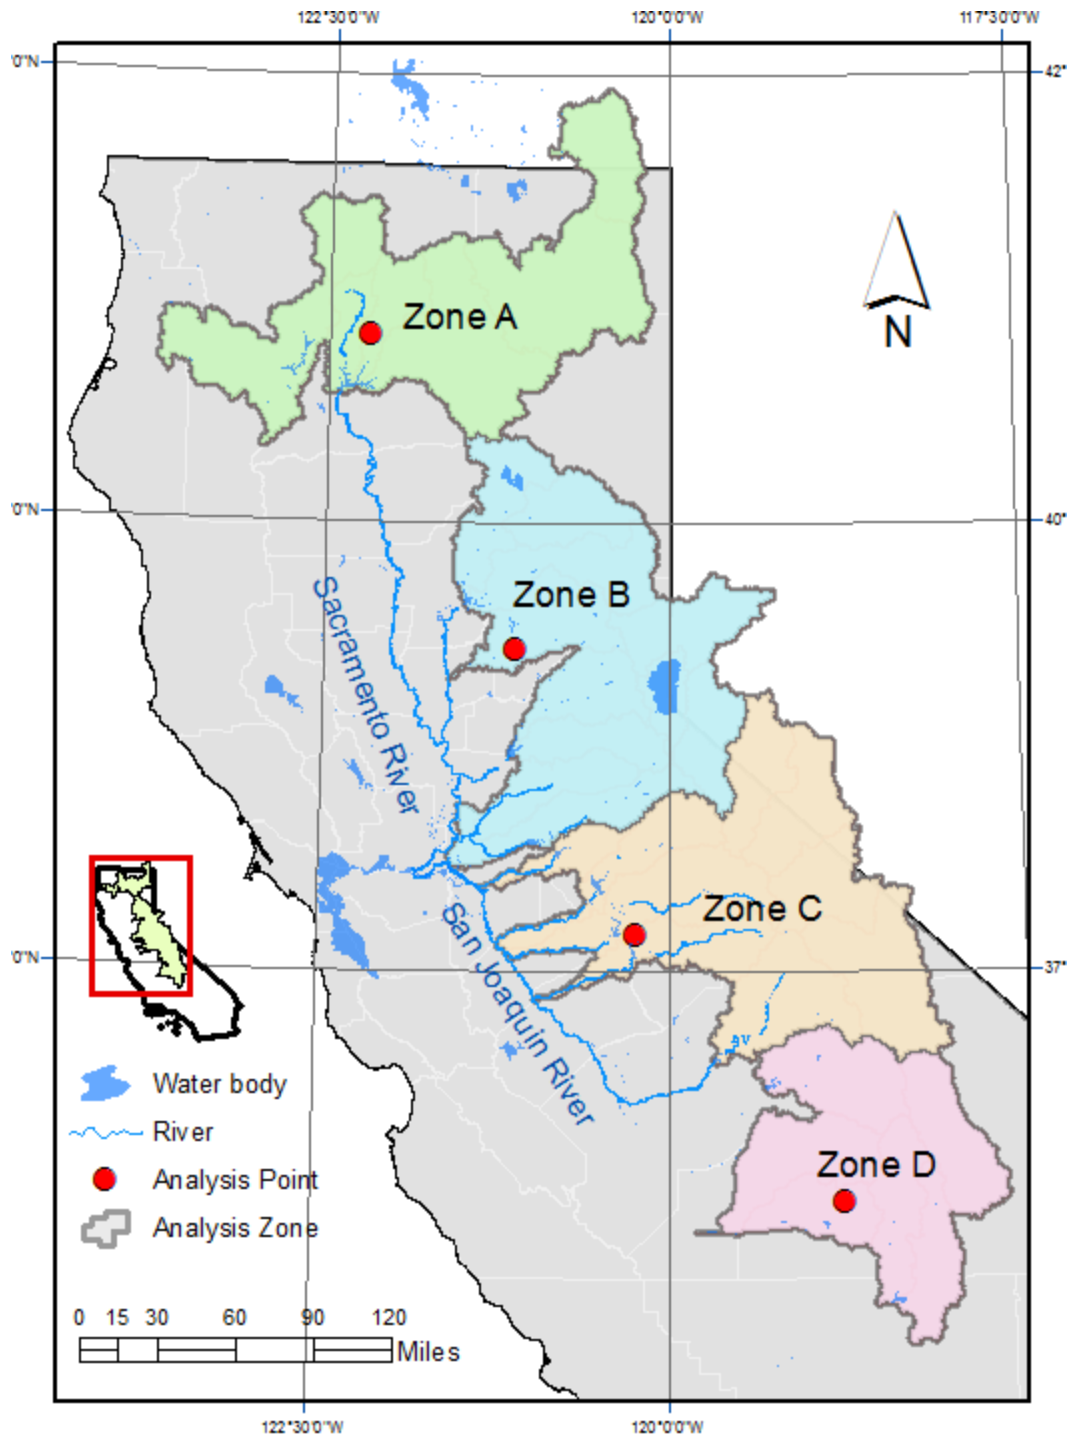 122°30'0"W 120°0'0"W 117°30'0"W
'0"N 42°
Zone A
N
'0"N 40°
Zone B
Sacramento River
Zone C
San Joaquin River
'0"N 37°
Water body
River
Zone D
Analysis Point
Analysis Zone
0 15 30 60 90 120
Miles
122°30'0"W 120°0'0"W